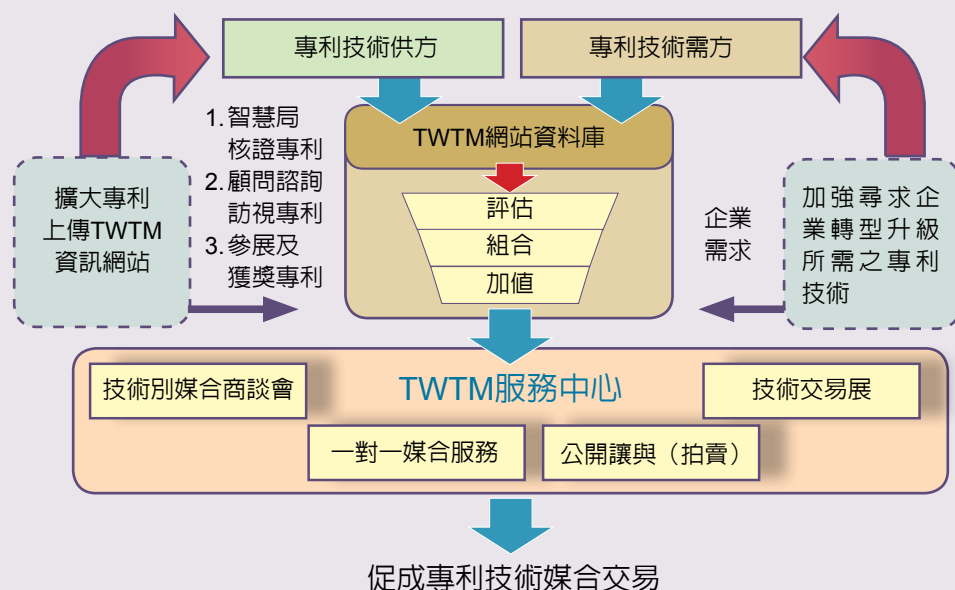 專利技術供方
專利技術需方
1. 智慧局
核證專利
2. 顧問諮詢
訪視專利
3. 參展及
獲獎專利
TWTM網站資料庫
評估
組合
加值
擴大專利
上傳TWTM
資訊網站
企業
需求
加強尋求企
業轉型升級
所需之專利
技術
技術別媒合商談會
TWTM服務中心
技術交易展
一對一媒合服務
公開讓與（拍賣）
促成專利技術媒合交易